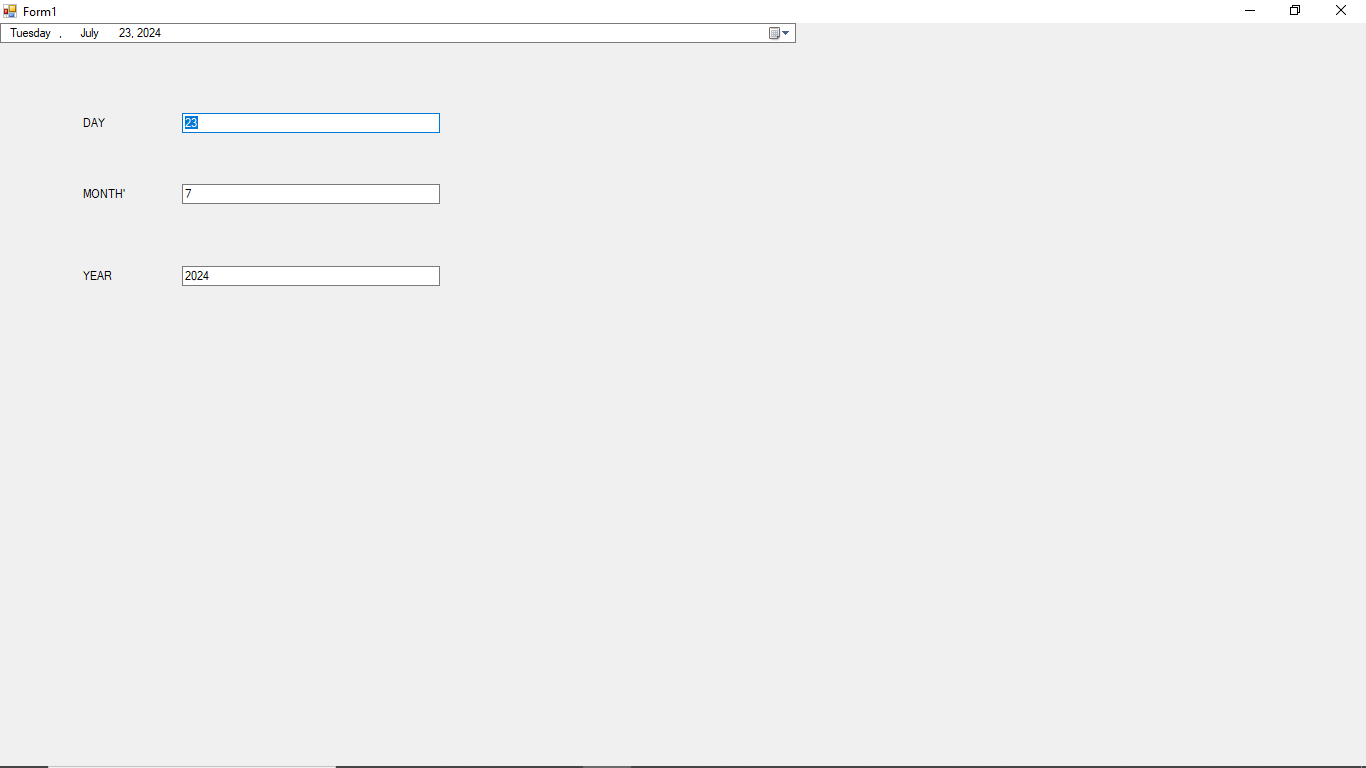 Form1
Tuesday , July 23, 2024
DAY 23
MONTH' 7
YEAR 2024